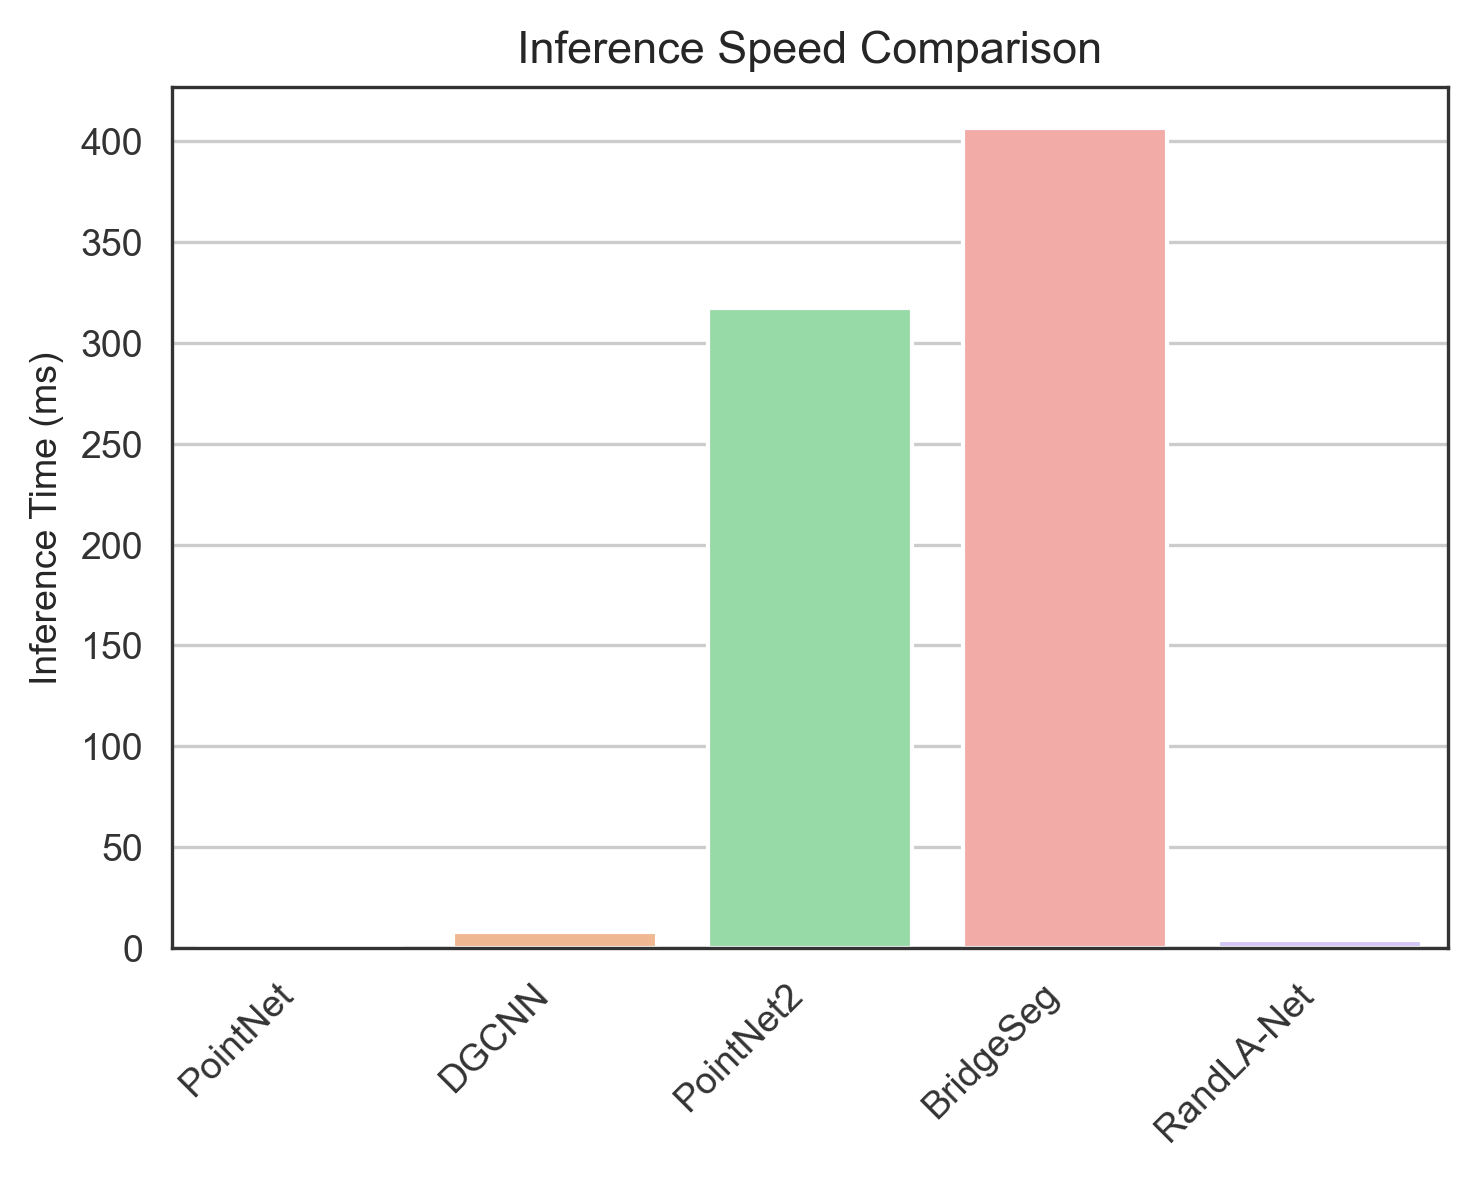 Inference Speed Comparison
Inference Time (ms)
400
350
300
250
200
150
100
50
0
PointNet
DGCNN
PointNet2
BridgeSeg
RandLA-Net